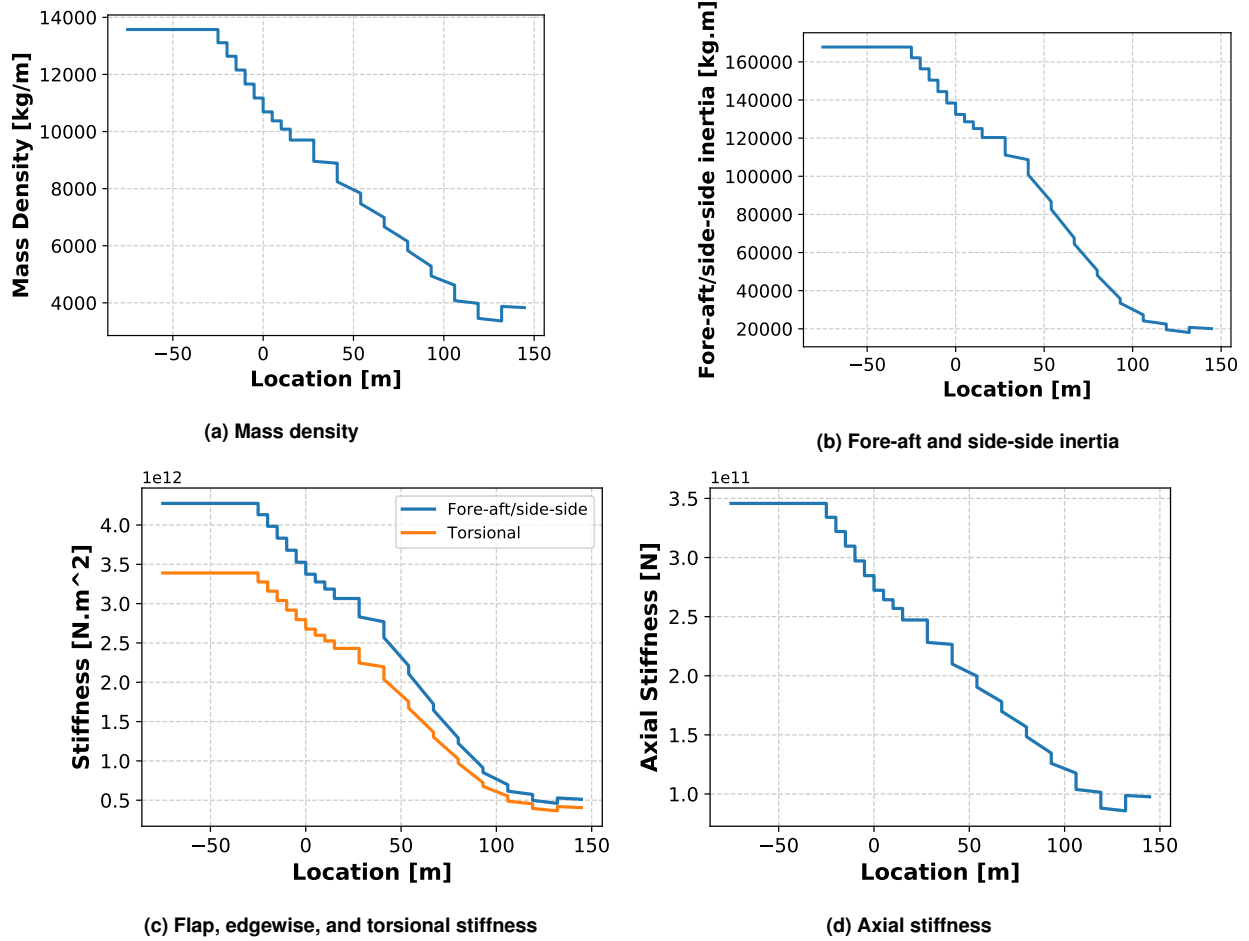 14000
12000
10000
8000
6000
4000
Mass Density [kg/m]
−50 0 50 100 150
Location [m]
(a) Mass density
160000
140000
120000
100000
80000
60000
40000
20000
Fore-aft/side-side inertia [kg.m]
−50 0 50 100 150
Location [m]
(b) Fore-aft and side-side inertia
1e12
4.0
3.5
3.0
2.5
2.0
1.5
1.0
0.5
Stiffness [N.m^2]
Fore-aft/side-side
Torsional
−50 0 50 100 150
Location [m]
(c) Flap, edgewise, and torsional stiffness
1e11
3.5
3.0
2.5
2.0
1.5
1.0
Axial Stiffness [N]
−50 0 50 100 150
Location [m]
(d) Axial stiffness